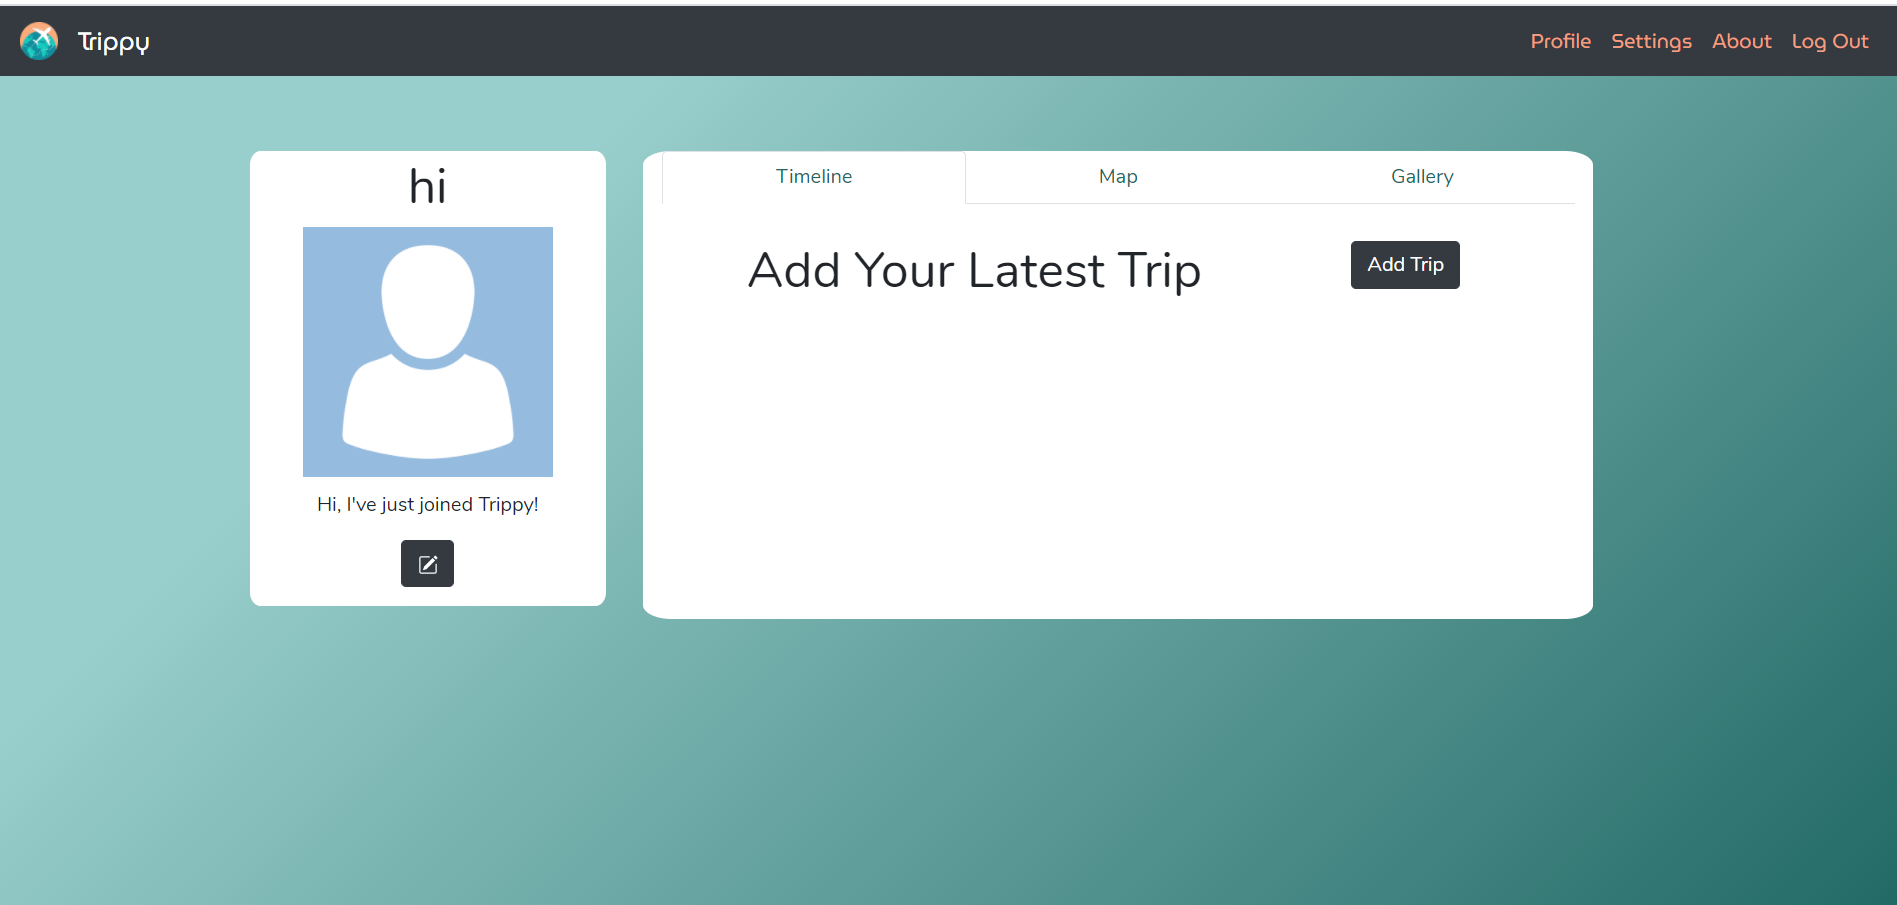 Trippy
Profile Settings About Log Out
hi
Hi, I've just joined Trippy!
Timeline Map Gallery
Add Your Latest Trip
Add Trip